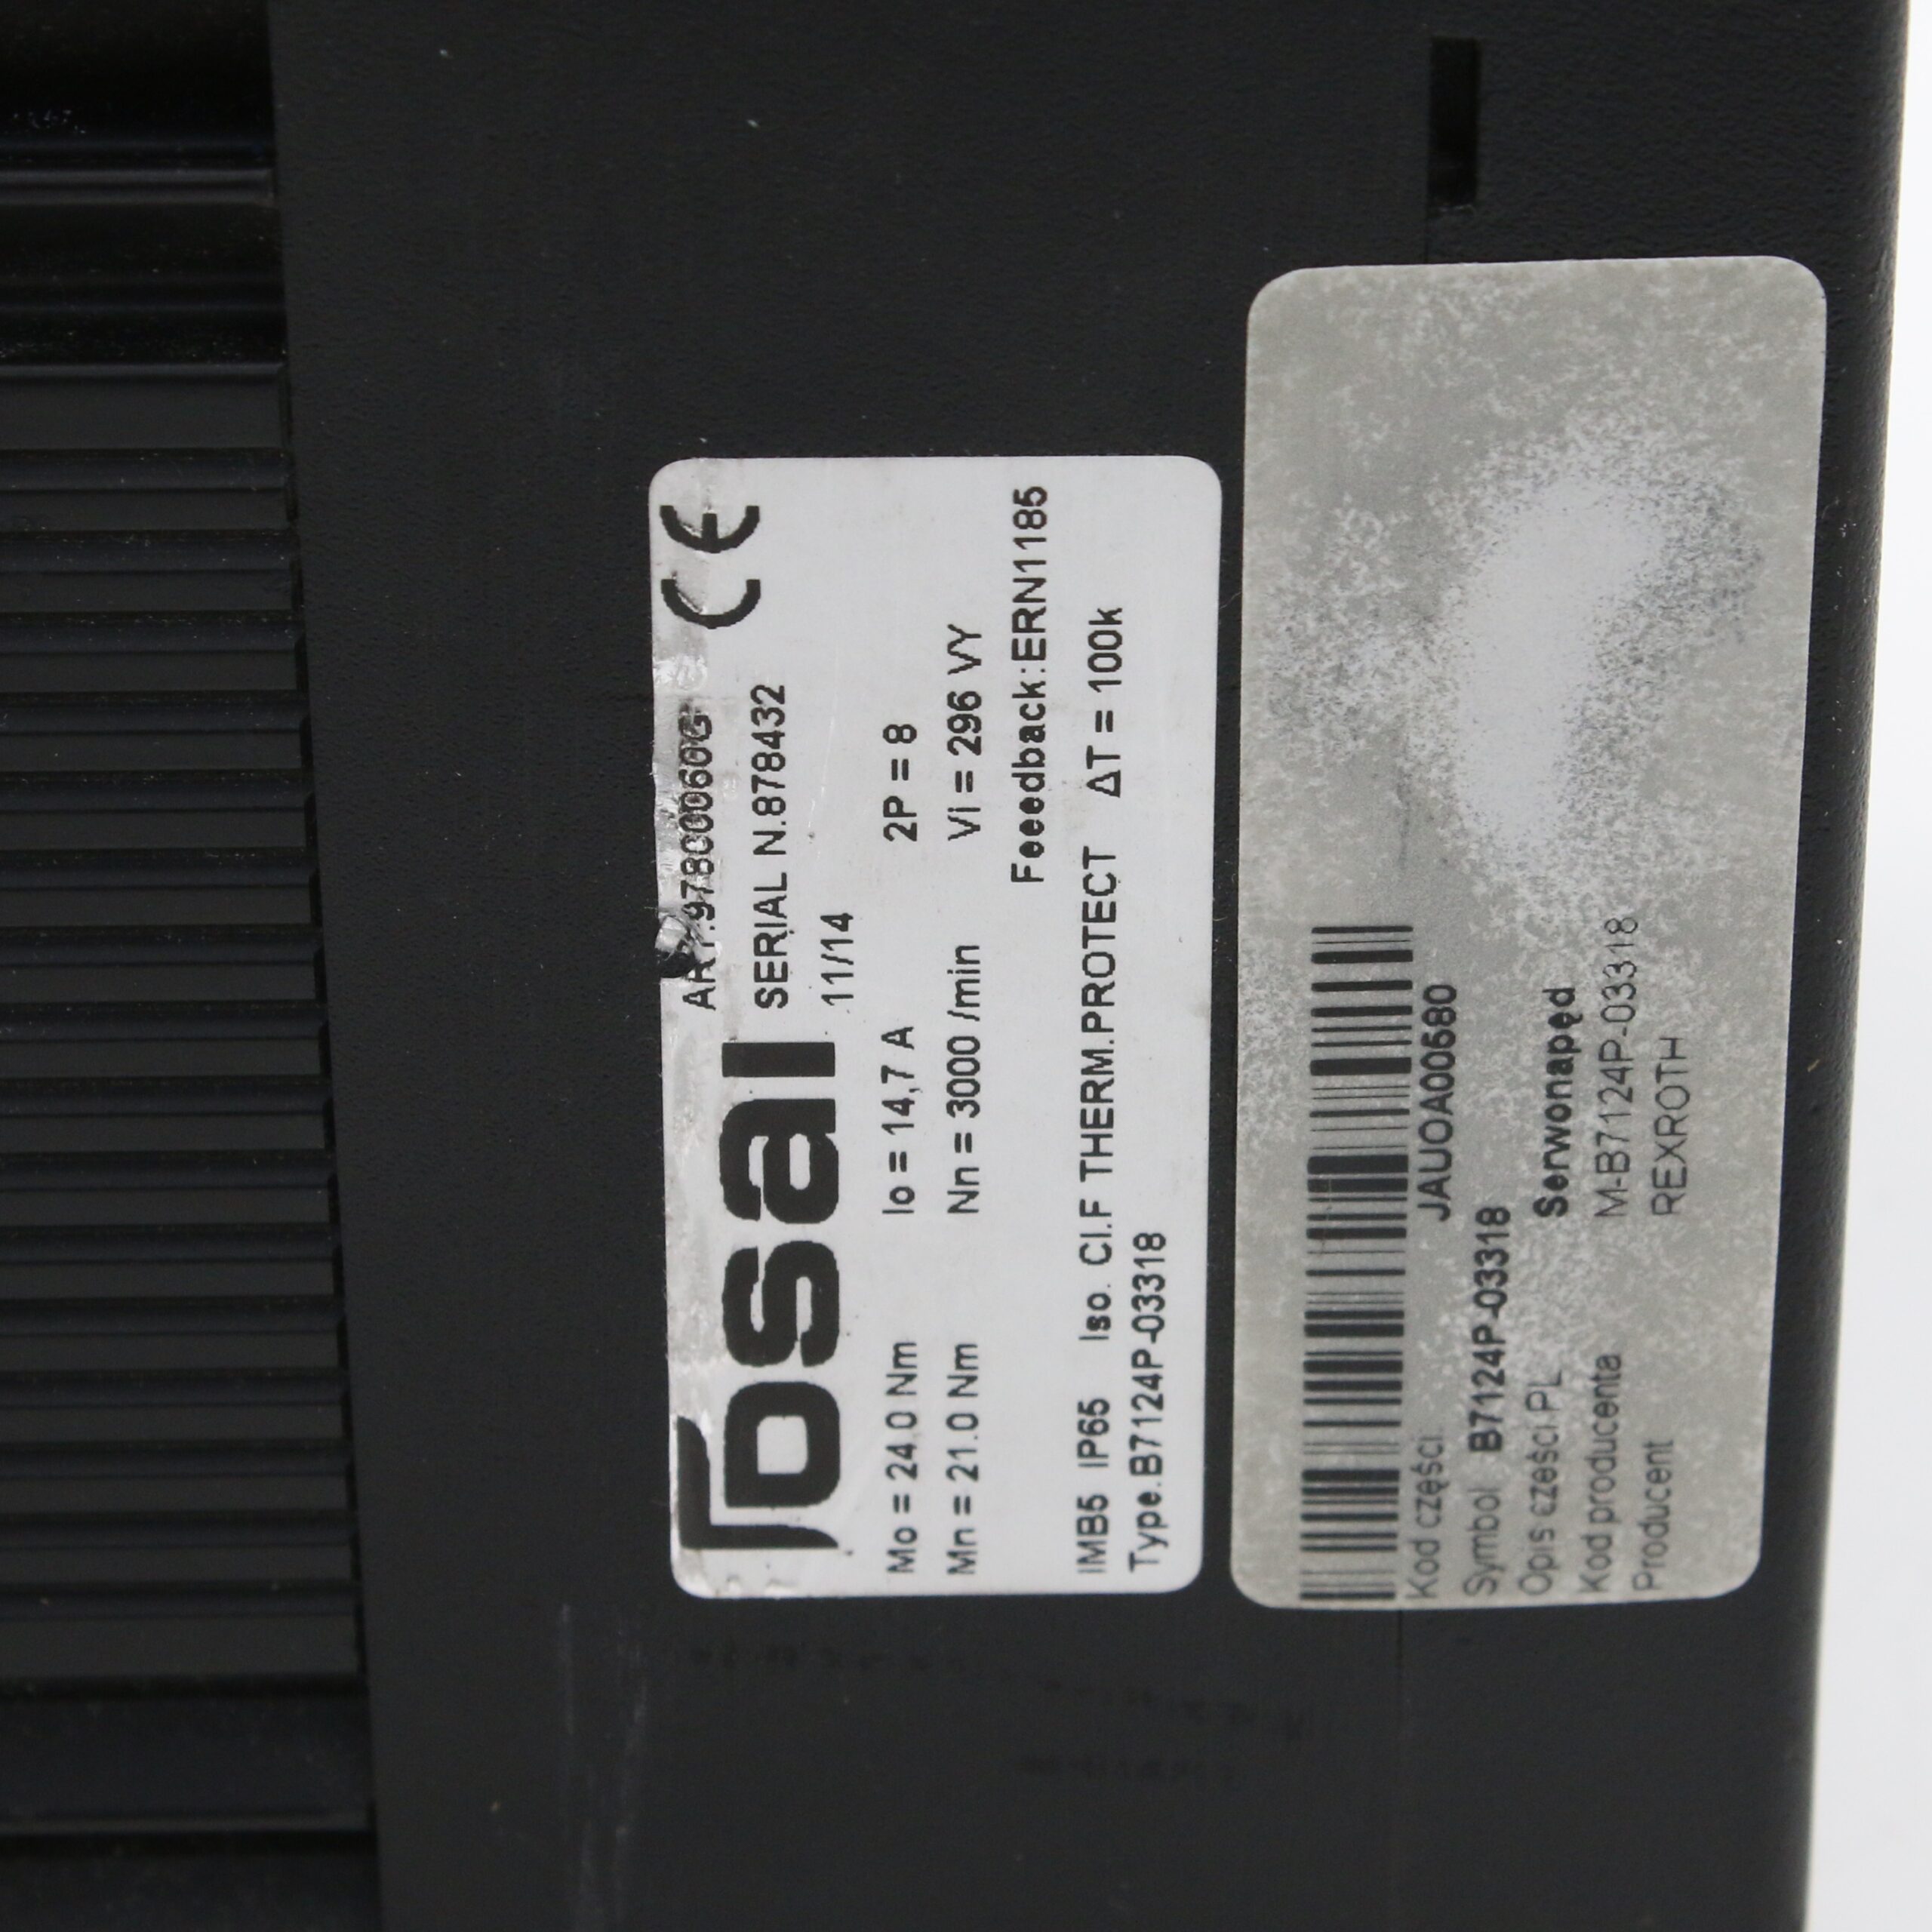 ART.97800060G CE
SERIAL N.878432
11/14
Mo = 24.0 Nm Io = 14,7 A 2P = 8
Mn = 21.0 Nm Nn = 3000 /min Vi = 296 VY
Feedback:ERN1185
IMB5 IP65 Iso. Cl.F THERM.PROTECT ΔT = 100k
Type.B7124P-03318
Kod części JAUOA00580
Symbol B7124P-03318
Opis części PL Serwonapęd
Kod producenta M-B7124P-03318
Producent REXROTH